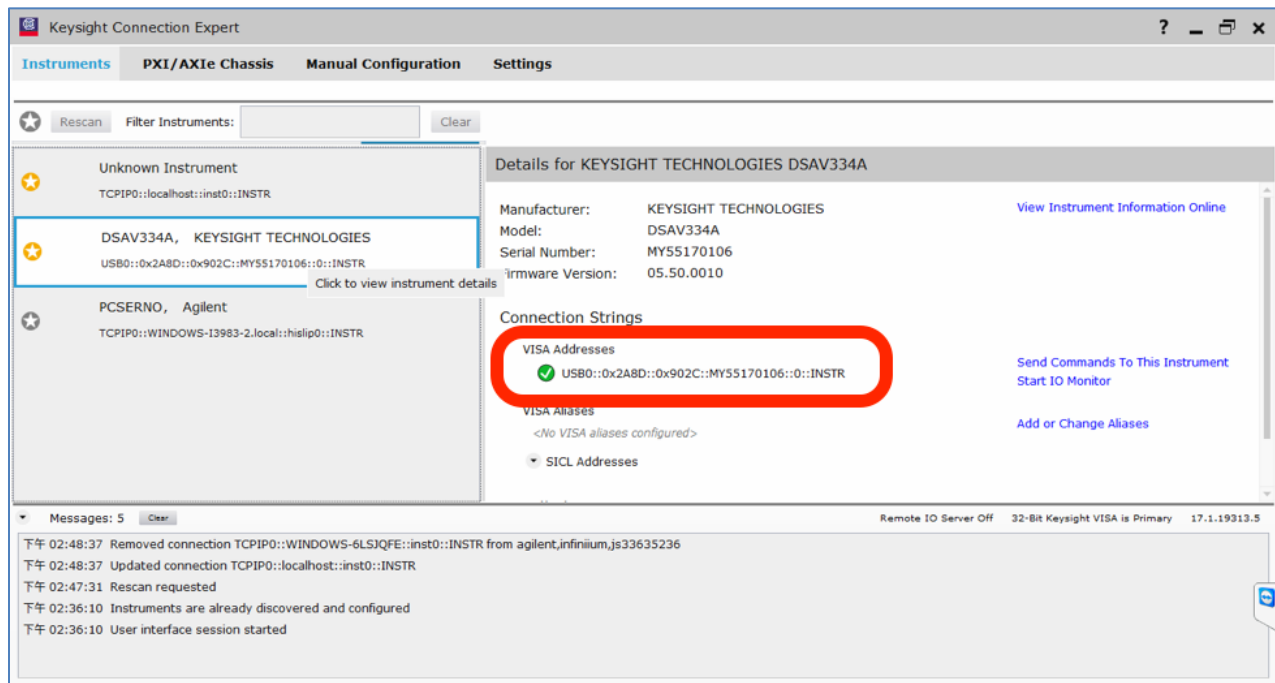 Keysight Connection Expert
Instruments PXI/AXIe Chassis Manual Configuration Settings
Rescan Filter Instruments: Clear
Unknown Instrument
TCPIP0::localhost::inst0::INSTR
DSAV334A, KEYSIGHT TECHNOLOGIES
USB0::0x2A8D::0x902C::MY55170106::0::INSTR
Click to view instrument details
PCSERNO, Agilent
TCPIP0::WINDOWS-I3983-2.local::hislip0::INSTR
Details for KEYSIGHT TECHNOLOGIES DSAV334A
Manufacturer: KEYSIGHT TECHNOLOGIES View Instrument Information Online
Model: DSAV334A
Serial Number: MY55170106
Firmware Version: 05.50.0010
Connection Strings
VISA Addresses
USB0::0x2A8D::0x902C::MY55170106::0::INSTR
Send Commands To This Instrument
Start IO Monitor
VISA Aliases
Add or Change Aliases
<No VISA aliases configured>
SICL Addresses
Messages: 5 Clear Remote IO Server Off 32-Bit Keysight VISA is Primary 17.1.19313.5
下午 02:48:37 Removed connection TCPIP0::WINDOWS-6LSJQFE::inst0::INSTR from agilent,infiniium,js33635236
下午 02:48:37 Updated connection TCPIP0::localhost::inst0::INSTR
下午 02:47:31 Rescan requested
下午 02:36:10 Instruments are already discovered and configured
下午 02:36:10 User interface session started